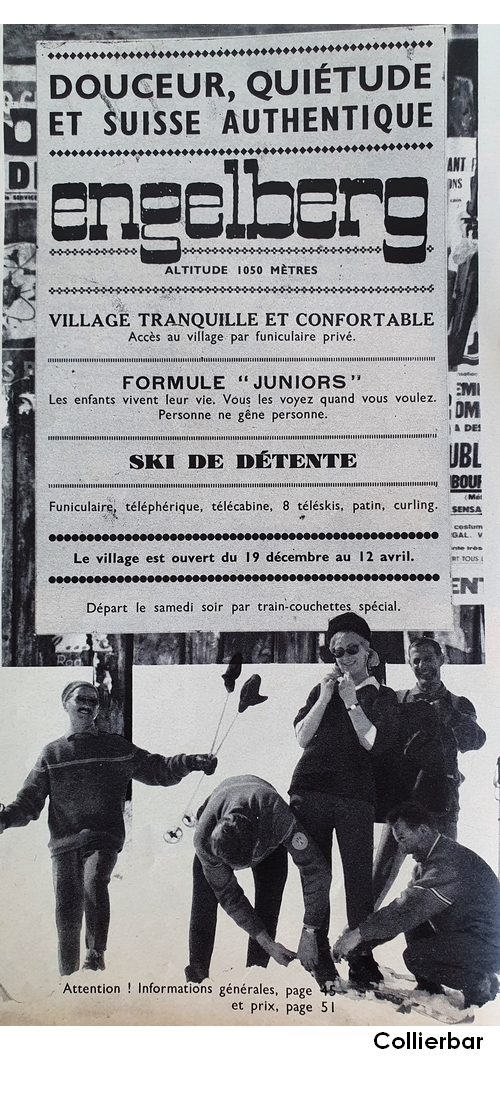 DOUCEUR, QUIÉTUDE
ET SUISSE AUTHENTIQUE
engelberg
ALTITUDE 1050 MÈTRES
VILLAGE TRANQUILLE ET CONFORTABLE
Accès au village par funiculaire privé.
FORMULE “JUNIORS”
Les enfants vivent leur vie. Vous les voyez quand vous voulez.
Personne ne gêne personne.
SKI DE DÉTENTE
Funiculaire, téléphérique, télécabine, 8 téléskis, patin, curling.
Le village est ouvert du 19 décembre au 12 avril.
Départ le samedi soir par train-couchettes spécial.
Attention ! Informations générales, page 45
et prix, page 51
Collierbar